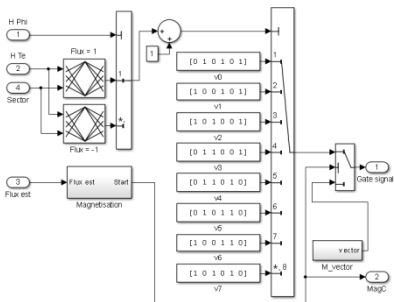 H Phi
1
H Te
2
4
Sector
Flux = 1
Flux = -1
1
*,
1
+
+
[0 1 0 1 0 1]
v0
[1 0 0 1 0 1]
v1
[1 0 1 0 0 1]
v2
[0 1 1 0 0 1]
v3
[0 1 1 0 1 0]
v4
[0 1 0 1 1 0]
v5
[1 0 0 1 1 0]
v6
[1 0 1 0 1 0]
v7
1
2
3
4
5
6
7
*, 8
3
Flux est
Flux est
Start
Magnetisation
1
Gate signal
vector
M_vector
2
MagC